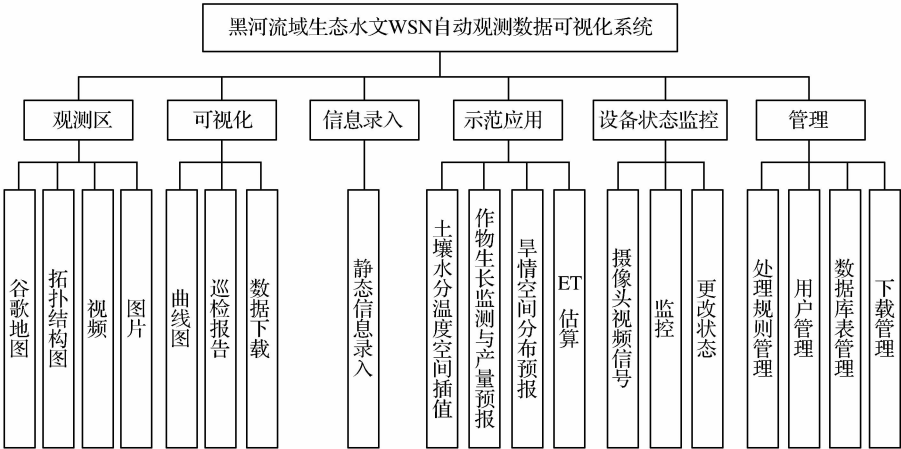 黑河流域生态水文WSN自动观测数据可视化系统
观测区
可视化
信息录入
示范应用
设备状态监控
管理
谷歌地图
拓扑结构图
视频
图片
曲线图
巡检报告
数据下载
静态信息录入
土壤水分温度空间插值
作物生长监测与产量预报
旱情空间分布预报
ET 估算
摄像头视频信号
监控
更改状态
处理规则管理
用户管理
数据库表管理
下载管理